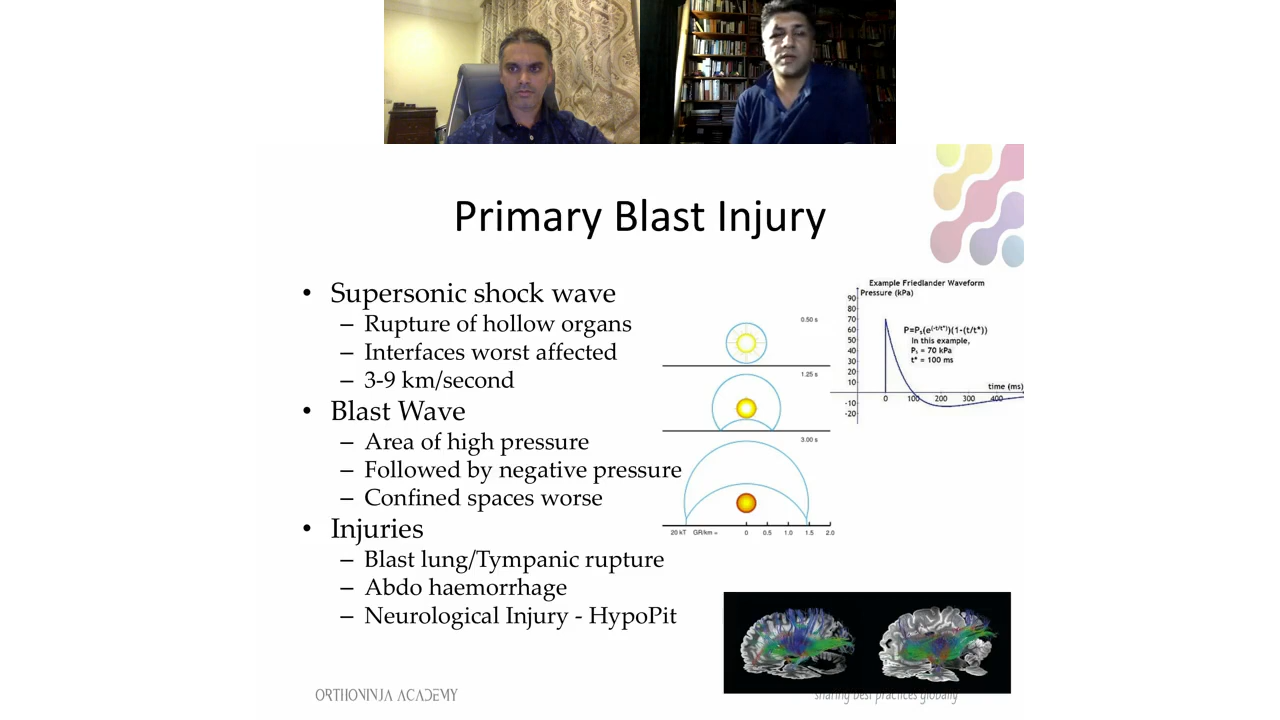 Primary Blast Injury
• Supersonic shock wave
– Rupture of hollow organs
– Interfaces worst affected
– 3-9 km/second
• Blast Wave
– Area of high pressure
– Followed by negative pressure
– Confined spaces worse
• Injuries
– Blast lung/Tympanic rupture
– Abdo haemorrhage
– Neurological Injury - HypoPit
0.50 s
1.25 s
3.00 s
20 kT GR/km = 0 0.5 1.0 1.5 2.0
Example Friedlander Waveform
Pressure (kPa)
90
80
70
60
50
40
30
20
10
-10
-20
P=Pₛ(e^(-t/t*))(1-(t/t*))
In this example,
Pₛ = 70 kPa
t* = 100 ms
time (ms)
0 100 200 300 400
ORTHONINJA ACADEMY
sharing best practices globally